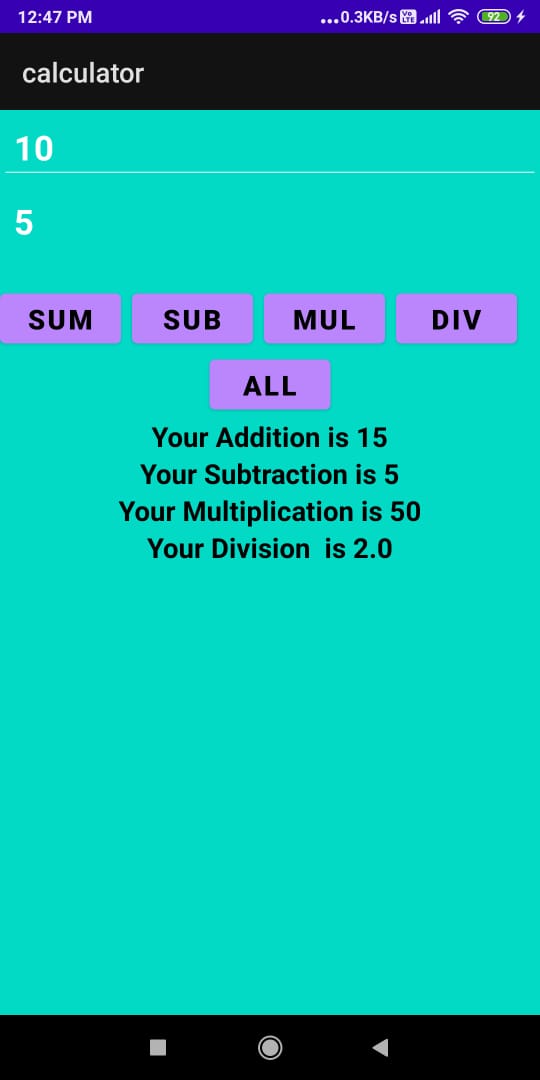 12:47 PM ...0.3KB/s Vo LTE 92
calculator
10
5
SUM SUB MUL DIV
ALL
Your Addition is 15
Your Subtraction is 5
Your Multiplication is 50
Your Division  is 2.0